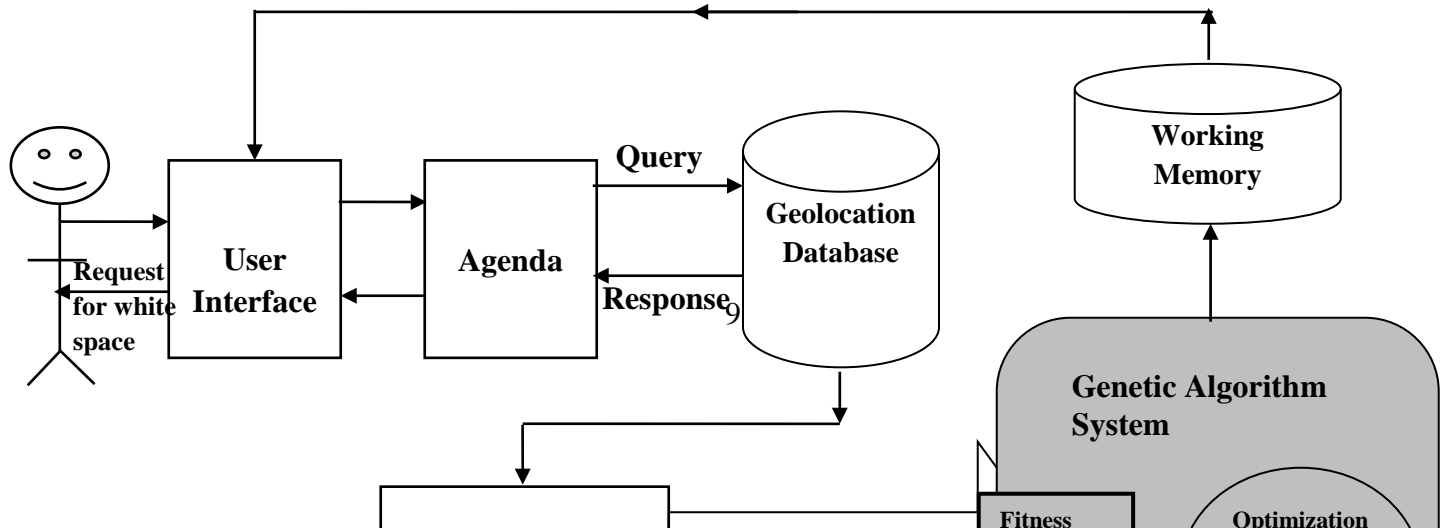 Working
Memory
Query
Geolocation
Database
User
Interface
Agenda
Request
for white
space
Response
9
Genetic Algorithm
System
Fitness
Optimization